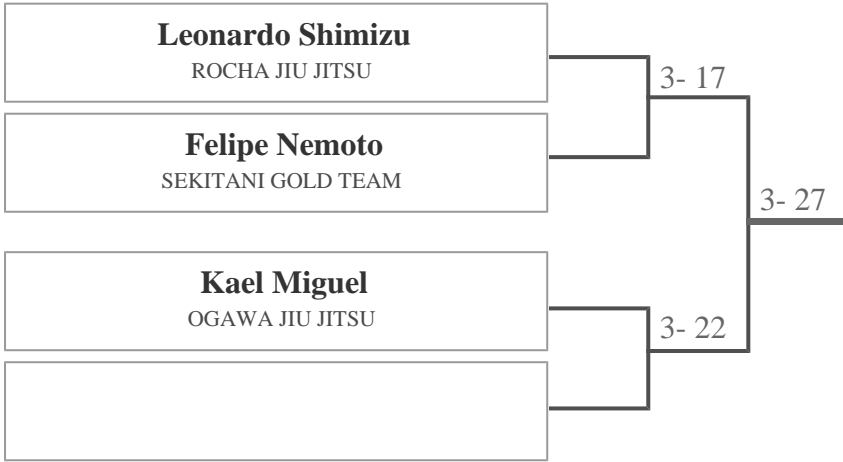 Leonardo Shimizu
ROCHA JIU JITSU
3- 17
Felipe Nemoto
SEKITANI GOLD TEAM
3- 27
Kael Miguel
OGAWA JIU JITSU
3- 22